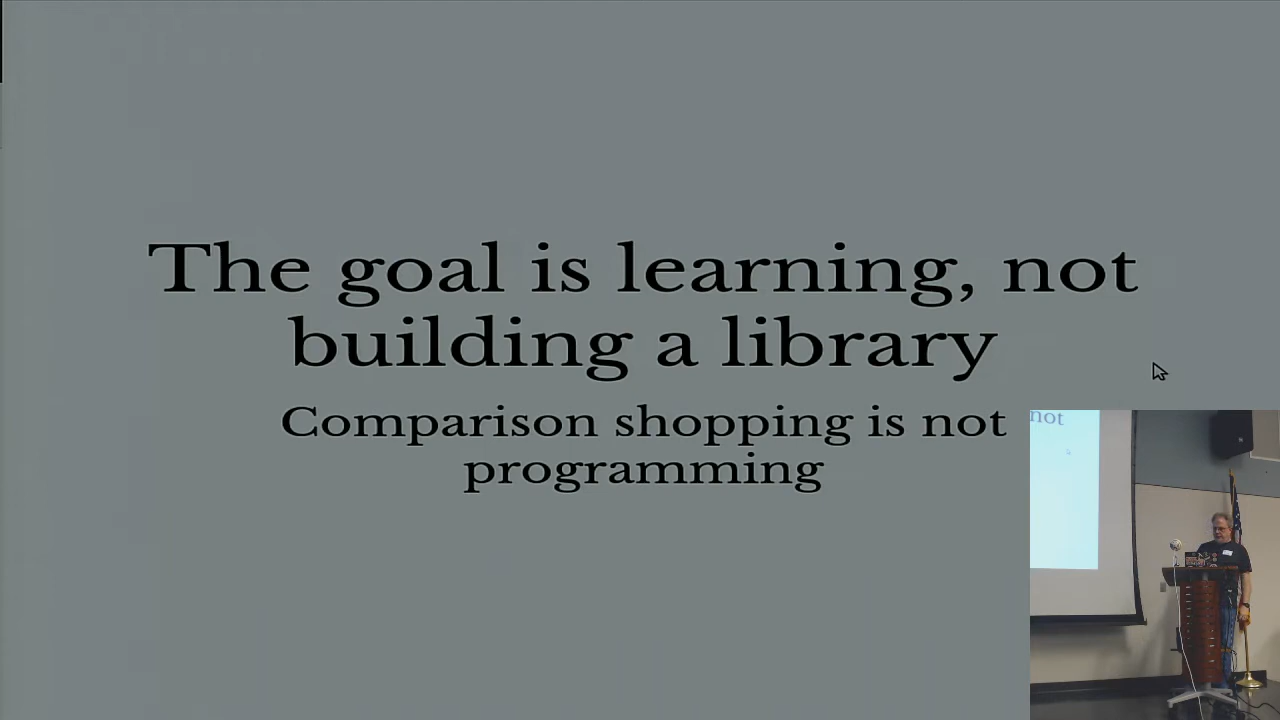 The goal is learning, not
building a library
Comparison shopping is not
programming
not